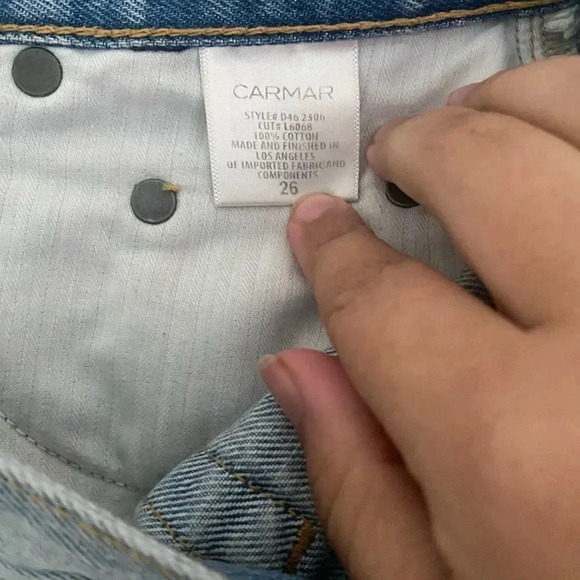 CARMAR
STYLE# D46 2306
CUT# L6068
100% COTTON
MADE AND FINISHED IN
LOS ANGELES
OF IMPORTED FABRIC AND
COMPONENTS
26